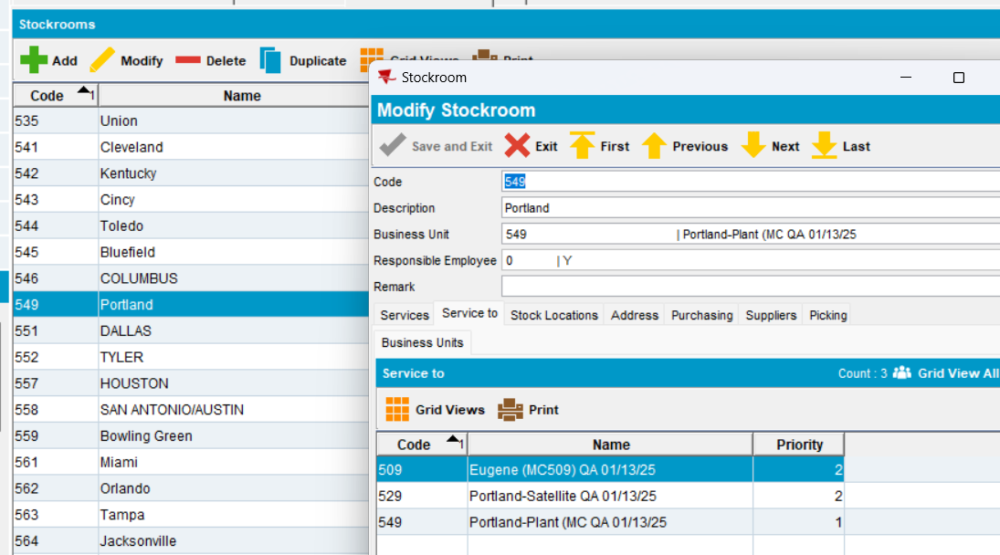 Stockrooms
Add Modify Delete Duplicate Grid Views Print
Code 1 Name
535 Union
541 Cleveland
542 Kentucky
543 Cincy
544 Toledo
545 Bluefield
546 COLUMBUS
549 Portland
551 DALLAS
552 TYLER
557 HOUSTON
558 SAN ANTONIO/AUSTIN
559 Bowling Green
561 Miami
562 Orlando
563 Tampa
564 Jacksonville
Stockroom
Modify Stockroom
Save and Exit Exit First Previous Next Last
Code 549
Description Portland
Business Unit 549 | Portland-Plant (MC QA 01/13/25
Responsible Employee 0 | Y
Remark
Services Service to Stock Locations Address Purchasing Suppliers Picking
Business Units
Service to Count : 3 Grid View All
Grid Views Print
Code 1 Name Priority
509 Eugene (MC509) QA 01/13/25 2
529 Portland-Satellite QA 01/13/25 2
549 Portland-Plant (MC QA 01/13/25 1